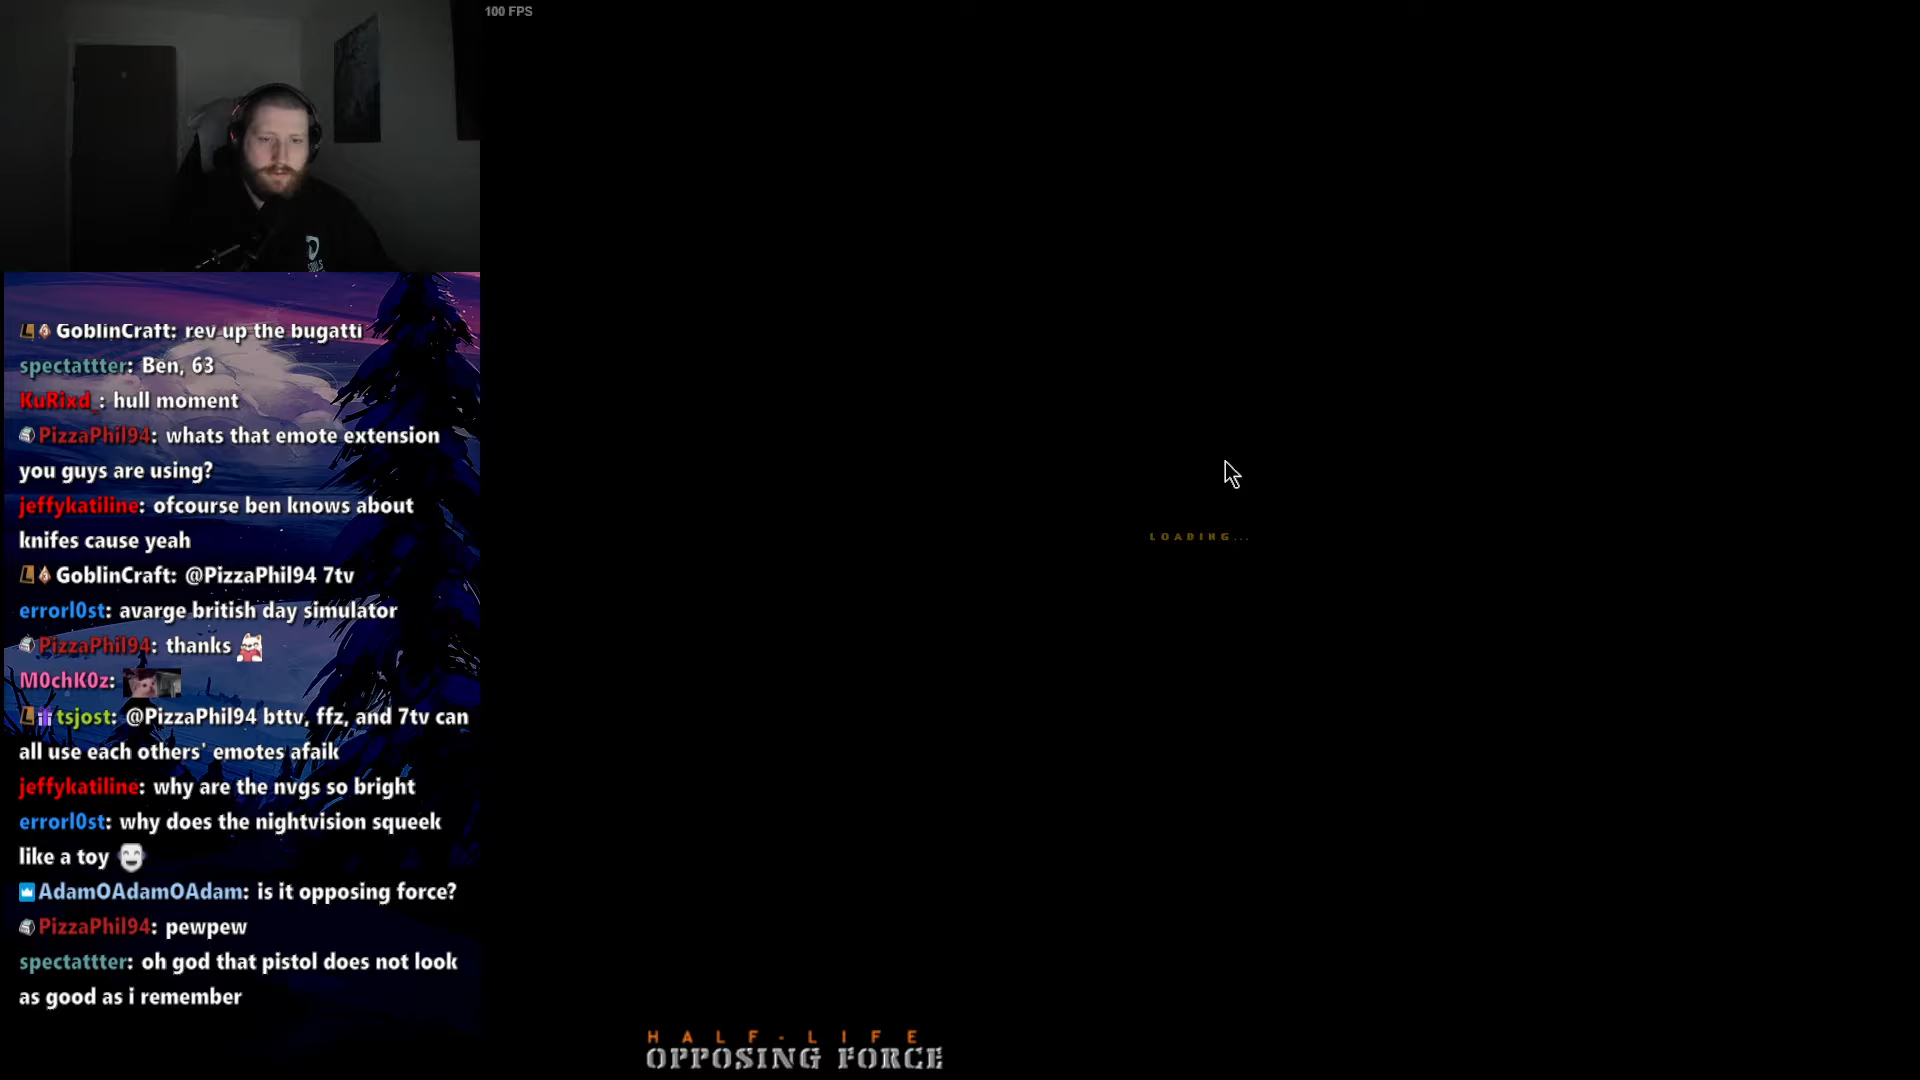 100 FPS
GoblinCraft: rev up the bugatti
spectattter: Ben, 63
KuRixd_: hull moment
PizzaPhil94: whats that emote extension
you guys are using?
jeffykatiline: ofcourse ben knows about
knifes cause yeah
GoblinCraft: @PizzaPhil94 7tv
errorl0st: avarge british day simulator
PizzaPhil94: thanks
M0chK0z:
tsjost: @PizzaPhil94 bttv, ffz, and 7tv can
all use each others' emotes afaik
jeffykatiline: why are the nvgs so bright
errorl0st: why does the nightvision squeek
like a toy
AdamOAdamOAdam: is it opposing force?
PizzaPhil94: pewpew
spectattter: oh god that pistol does not look
as good as i remember
LOADING...
HALF-LIFE
OPPOSING FORCE